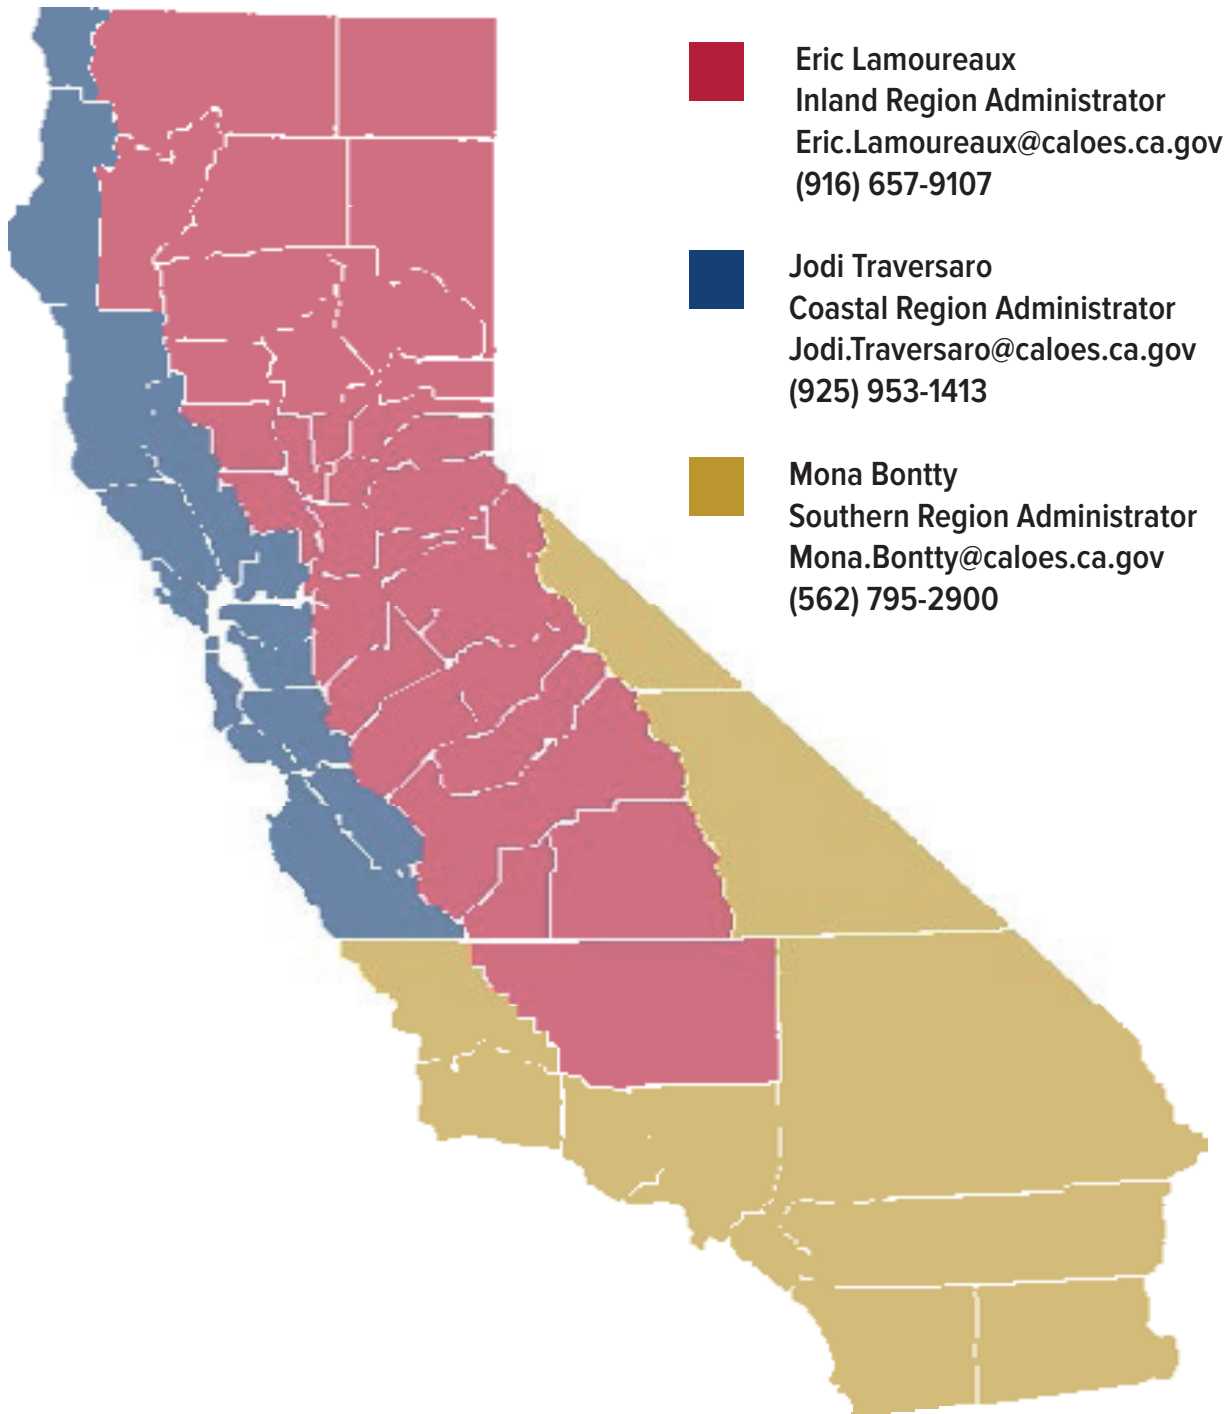 Eric Lamoureaux
Inland Region Administrator
Eric.Lamoureaux@caloes.ca.gov
(916) 657-9107
Jodi Traversaro
Coastal Region Administrator
Jodi.Traversaro@caloes.ca.gov
(925) 953-1413
Mona Bontty
Southern Region Administrator
Mona.Bontty@caloes.ca.gov
(562) 795-2900